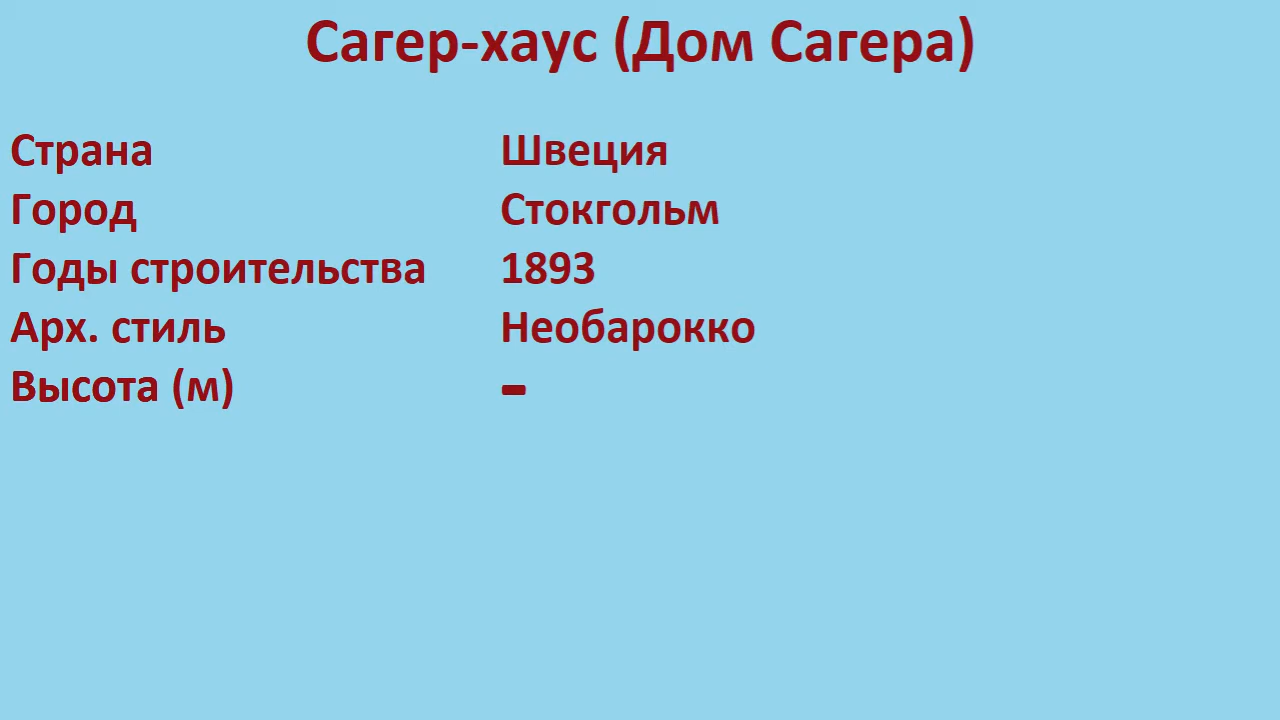 Сагер-хаус (Дом Сагера)
Страна Швеция
Город Стокгольм
Годы строительства 1893
Арх. стиль Необарокко
Высота (м) -